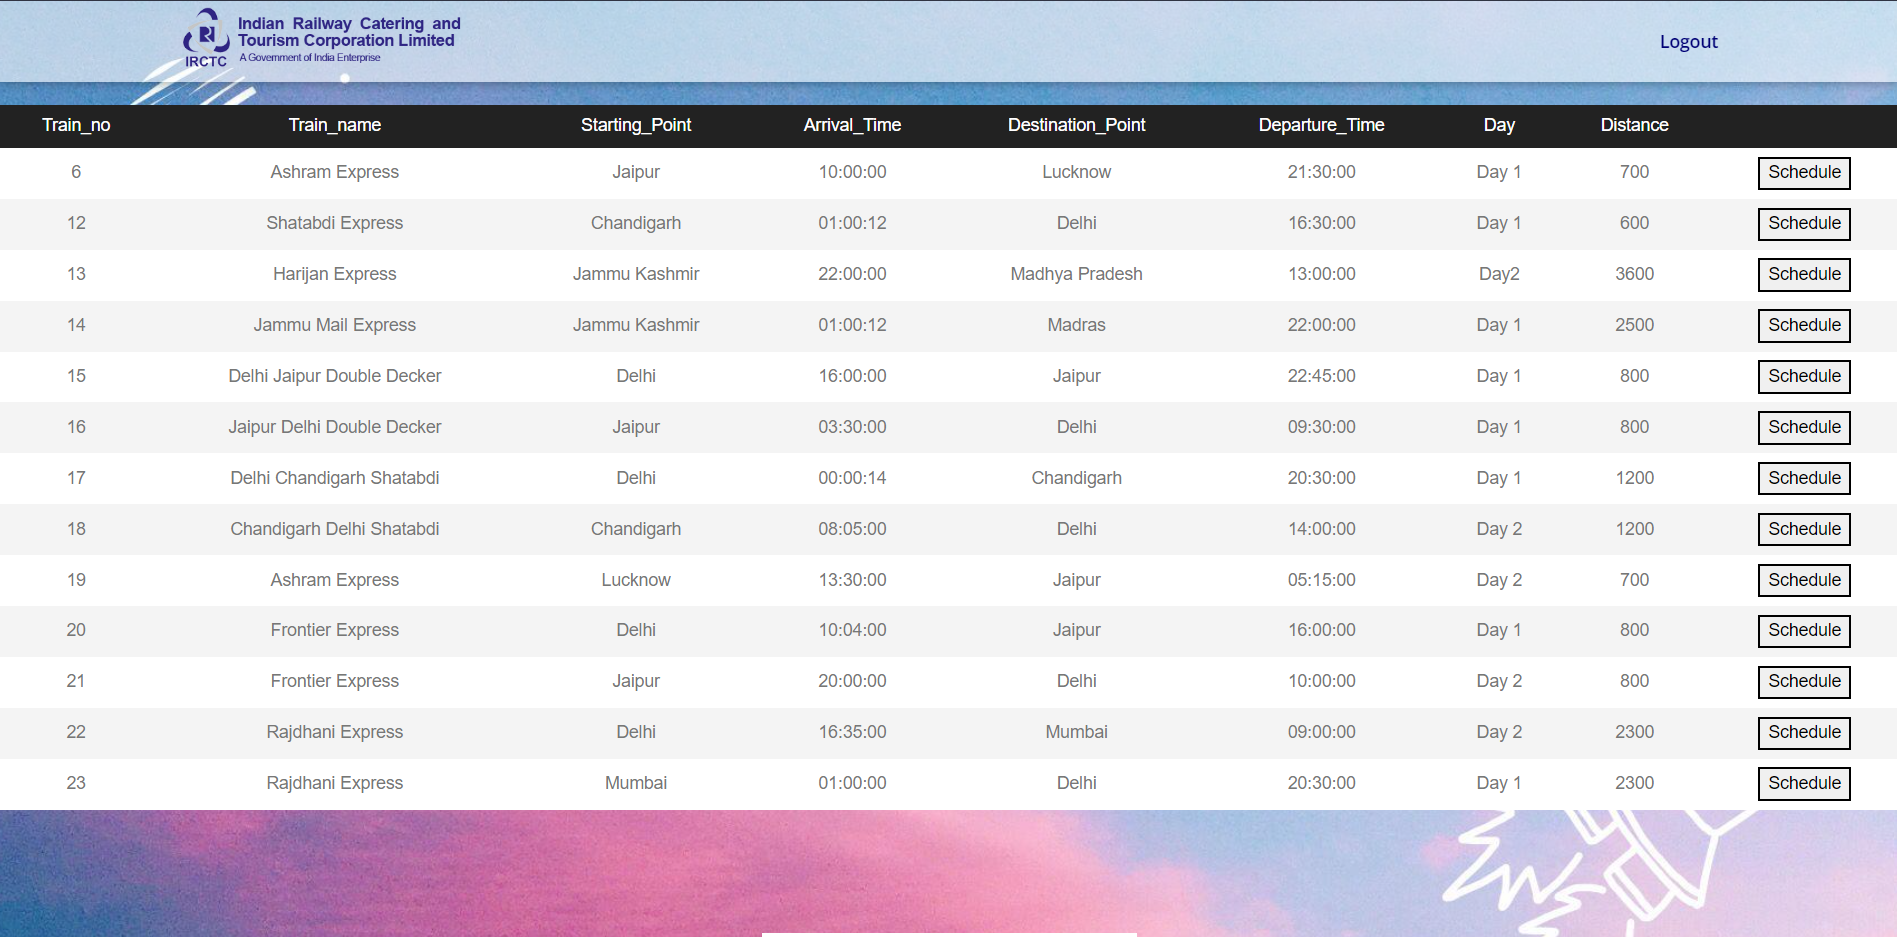 Indian Railway Catering and
Tourism Corporation Limited
A Government of India Enterprise
IRCTC
Logout
Train_no Train_name Starting_Point Arrival_Time Destination_Point Departure_Time Day Distance
6 Ashram Express Jaipur 10:00:00 Lucknow 21:30:00 Day 1 700 Schedule
12 Shatabdi Express Chandigarh 01:00:12 Delhi 16:30:00 Day 1 600 Schedule
13 Harijan Express Jammu Kashmir 22:00:00 Madhya Pradesh 13:00:00 Day2 3600 Schedule
14 Jammu Mail Express Jammu Kashmir 01:00:12 Madras 22:00:00 Day 1 2500 Schedule
15 Delhi Jaipur Double Decker Delhi 16:00:00 Jaipur 22:45:00 Day 1 800 Schedule
16 Jaipur Delhi Double Decker Jaipur 03:30:00 Delhi 09:30:00 Day 1 800 Schedule
17 Delhi Chandigarh Shatabdi Delhi 00:00:14 Chandigarh 20:30:00 Day 1 1200 Schedule
18 Chandigarh Delhi Shatabdi Chandigarh 08:05:00 Delhi 14:00:00 Day 2 1200 Schedule
19 Ashram Express Lucknow 13:30:00 Jaipur 05:15:00 Day 2 700 Schedule
20 Frontier Express Delhi 10:04:00 Jaipur 16:00:00 Day 1 800 Schedule
21 Frontier Express Jaipur 20:00:00 Delhi 10:00:00 Day 2 800 Schedule
22 Rajdhani Express Delhi 16:35:00 Mumbai 09:00:00 Day 2 2300 Schedule
23 Rajdhani Express Mumbai 01:00:00 Delhi 20:30:00 Day 1 2300 Schedule